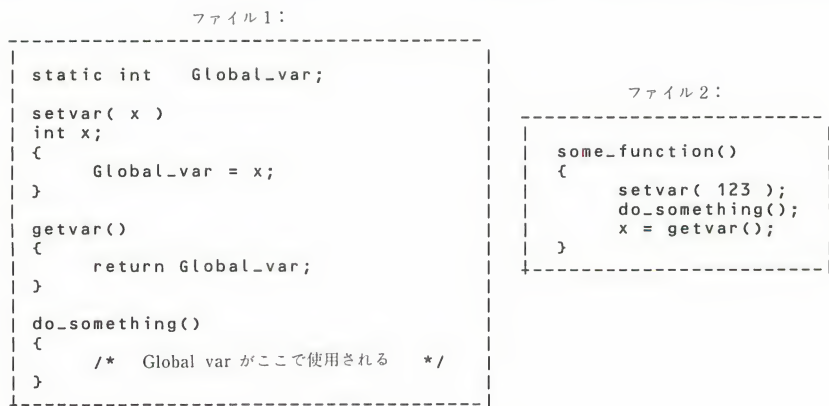 ファイル1:
static int Global_var;
setvar( x )
int x;
{
Global_var = x;
}
getvar()
{
return Global_var;
}
do_something()
{
/* Global var がここで使用される */
}
ファイル2:
some_function()
{
setvar( 123 );
do_something();
x = getvar();
}